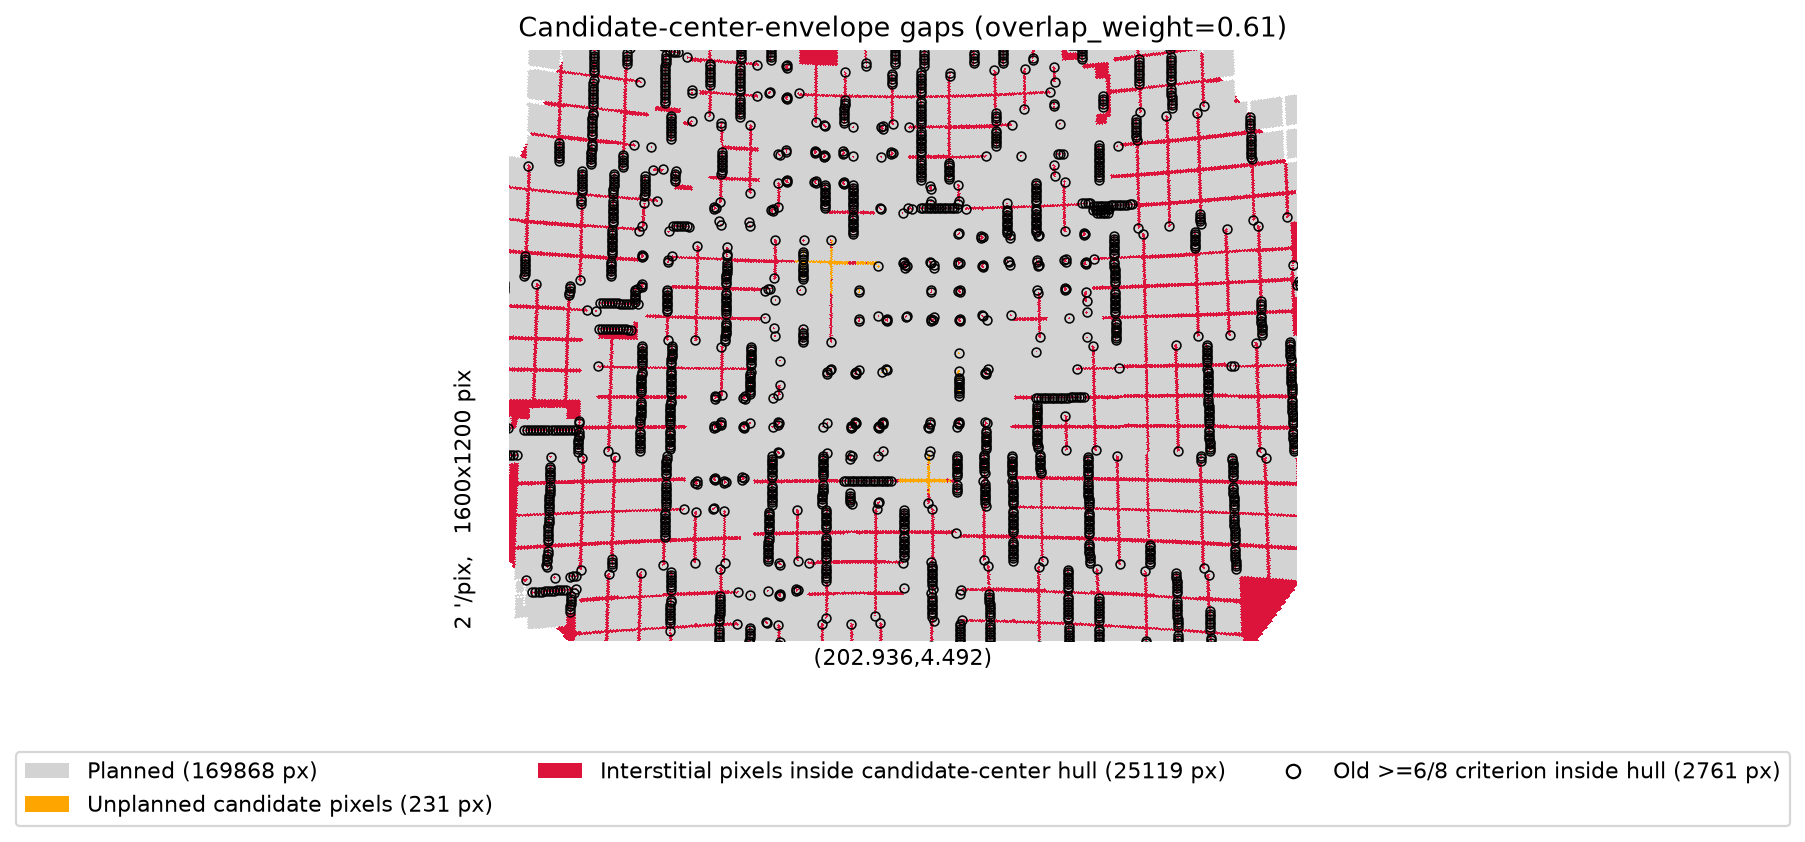 Candidate-center-envelope gaps (overlap_weight=0.61)
2 '/pix,   1600x1200 pix
(202.936,4.492)
Planned (169868 px)
Unplanned candidate pixels (231 px)
Interstitial pixels inside candidate-center hull (25119 px)
Old >=6/8 criterion inside hull (2761 px)